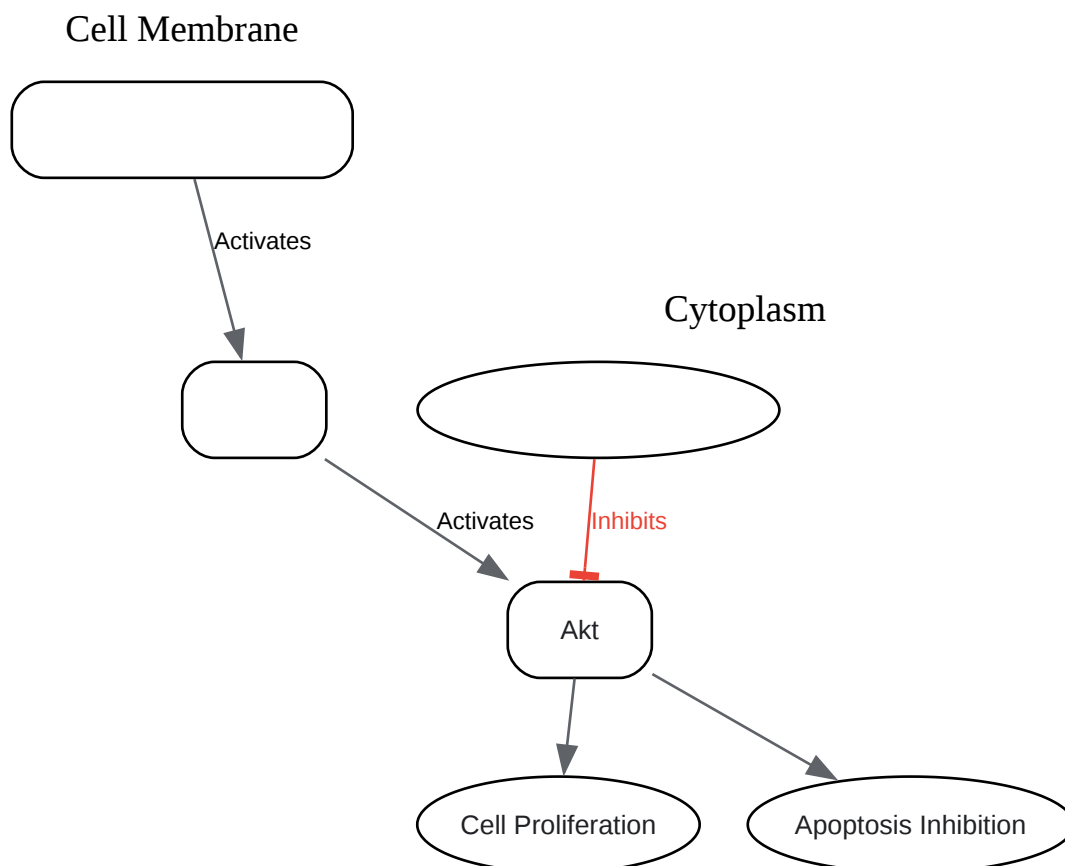 Cell Membrane
Activates
Cytoplasm
Activates
Inhibits
Akt
Cell Proliferation
Apoptosis Inhibition